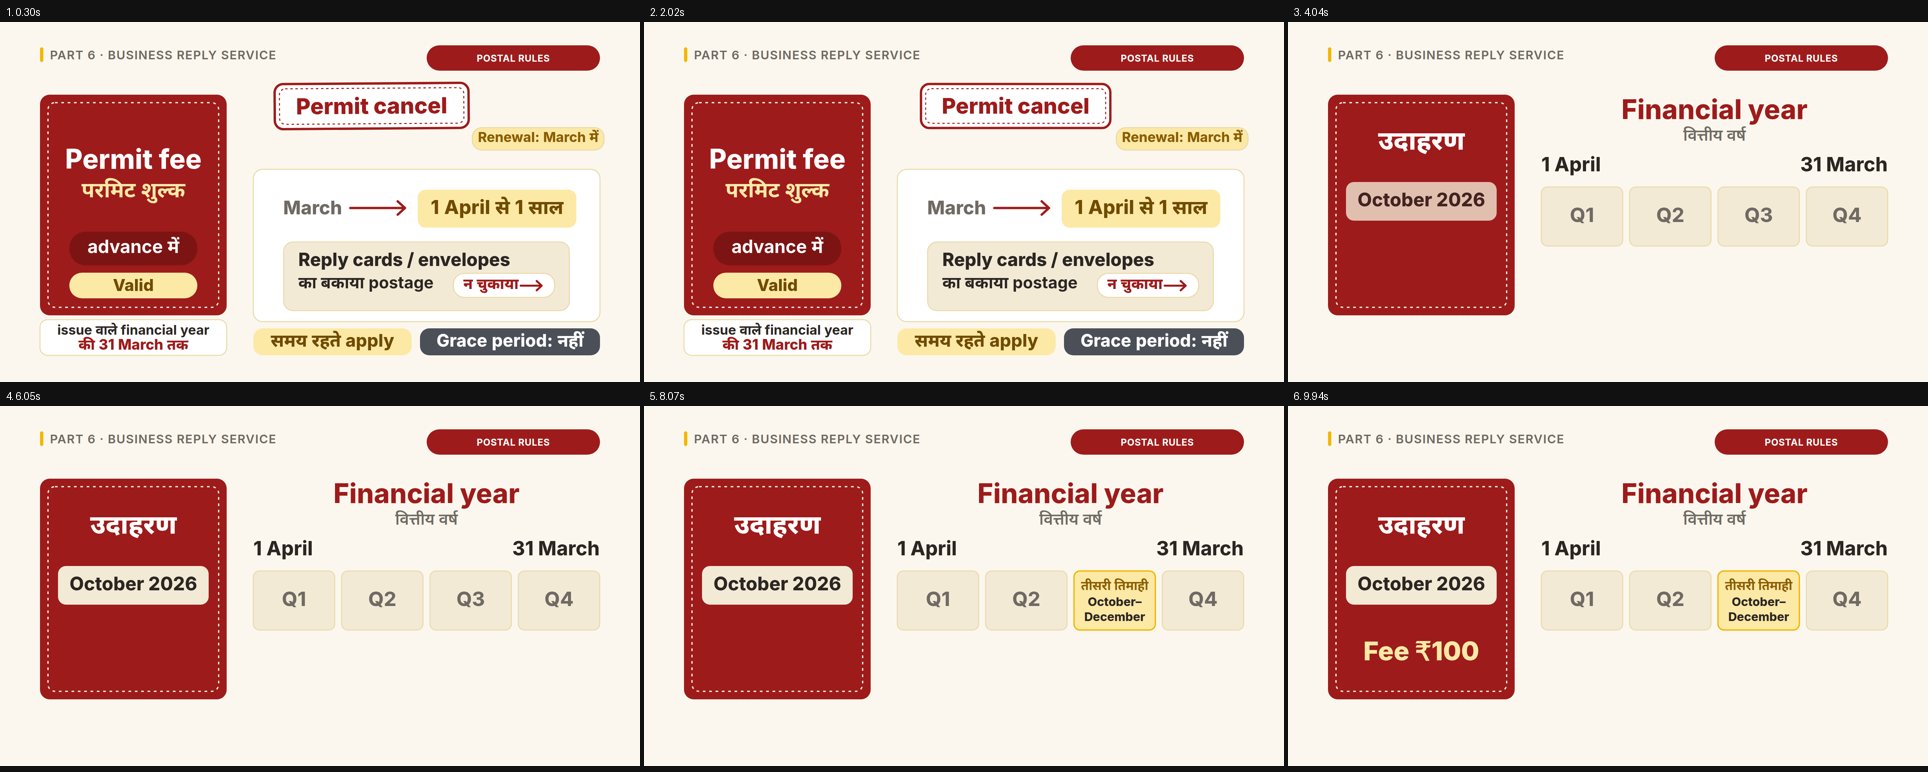 1. 0.30s
PART 6 · BUSINESS REPLY SERVICE
POSTAL RULES
Permit fee
परमिट शुल्क
advance में
Valid
issue वाले financial year
की 31 March तक
Permit cancel
Renewal: March में
March → 1 April से 1 साल
Reply cards / envelopes
का बकाया postage न चुकाया→
समय रहते apply
Grace period: नहीं
2. 2.02s
PART 6 · BUSINESS REPLY SERVICE
POSTAL RULES
Permit fee
परमिट शुल्क
advance में
Valid
issue वाले financial year
की 31 March तक
Permit cancel
Renewal: March में
March → 1 April से 1 साल
Reply cards / envelopes
का बकाया postage न चुकाया→
समय रहते apply
Grace period: नहीं
3. 4.04s
PART 6 · BUSINESS REPLY SERVICE
POSTAL RULES
उदाहरण
October 2026
Financial year
वित्तीय वर्ष
1 April 31 March
Q1 Q2 Q3 Q4
4. 6.05s
PART 6 · BUSINESS REPLY SERVICE
POSTAL RULES
उदाहरण
October 2026
Financial year
वित्तीय वर्ष
1 April 31 March
Q1 Q2 Q3 Q4
5. 8.07s
PART 6 · BUSINESS REPLY SERVICE
POSTAL RULES
उदाहरण
October 2026
Financial year
वित्तीय वर्ष
1 April 31 March
Q1 Q2
तीसरी तिमाही
October–
December
Q4
6. 9.94s
PART 6 · BUSINESS REPLY SERVICE
POSTAL RULES
उदाहरण
October 2026
Fee ₹100
Financial year
वित्तीय वर्ष
1 April 31 March
Q1 Q2
तीसरी तिमाही
October–
December
Q4